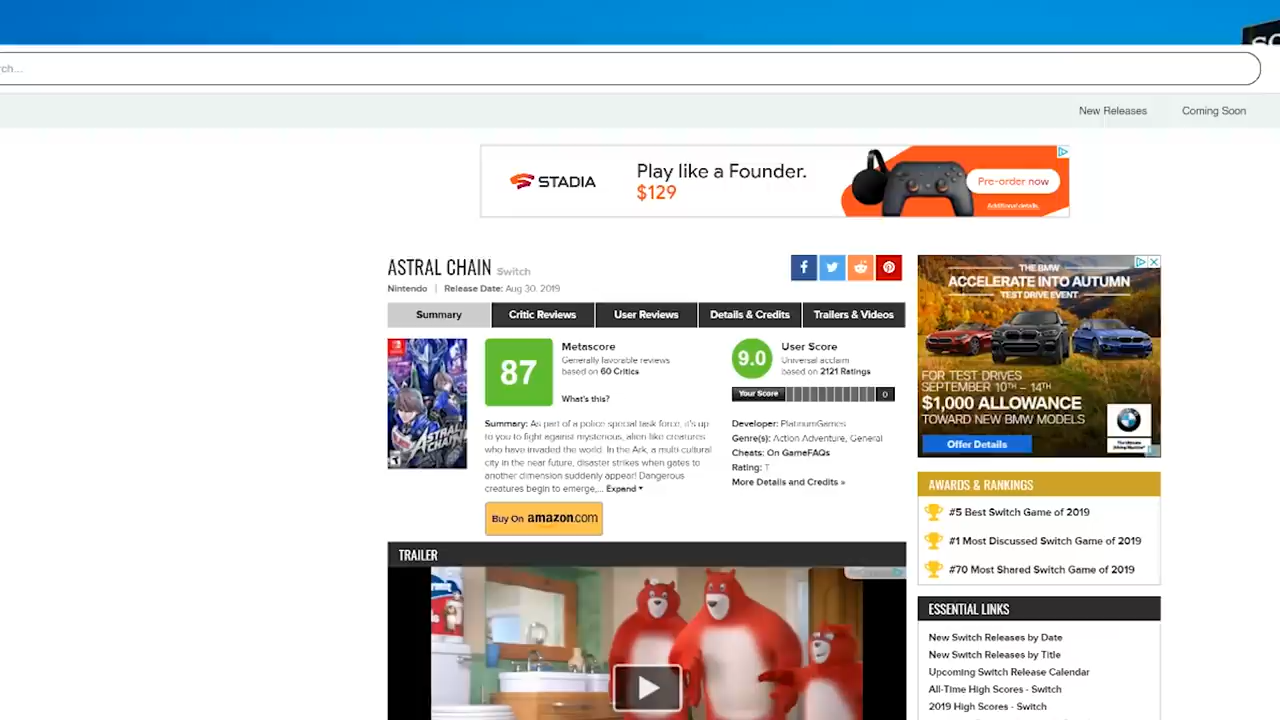 ch...
New Releases
Coming Soon
STADIA
Play like a Founder.
$129
Pre-order now
Additional details.
ASTRAL CHAIN Switch
Nintendo | Release Date: Aug 30, 2019
Summary
Critic Reviews
User Reviews
Details & Credits
Trailers & Videos
87
Metascore
Generally favorable reviews
based on 60 Critics
What's this?
9.0
User Score
Universal acclaim
based on 2121 Ratings
Your Score
0
Summary: As part of a police special task force, it's up
to you to fight against mysterious, alien like creatures
who have invaded the world. In the Ark, a multi cultural
city in the near future, disaster strikes when gates to
another dimension suddenly appear! Dangerous
creatures begin to emerge,... Expand
Buy On amazon.com
Developer: PlatinumGames
Genre(s): Action Adventure, General
Cheats: On GameFAQs
Rating: T
More Details and Credits »
ASTRAL
CHAIN
TRAILER
THE BMW
ACCELERATE INTO AUTUMN
TEST DRIVE EVENT.
FOR TEST DRIVES
SEPTEMBER 10TH – 14TH
$1,000 ALLOWANCE
TOWARD NEW BMW MODELS
Offer Details
AWARDS & RANKINGS
#5 Best Switch Game of 2019
#1 Most Discussed Switch Game of 2019
#70 Most Shared Switch Game of 2019
ESSENTIAL LINKS
New Switch Releases by Date
New Switch Releases by Title
Upcoming Switch Release Calendar
All-Time High Scores - Switch
2019 High Scores - Switch